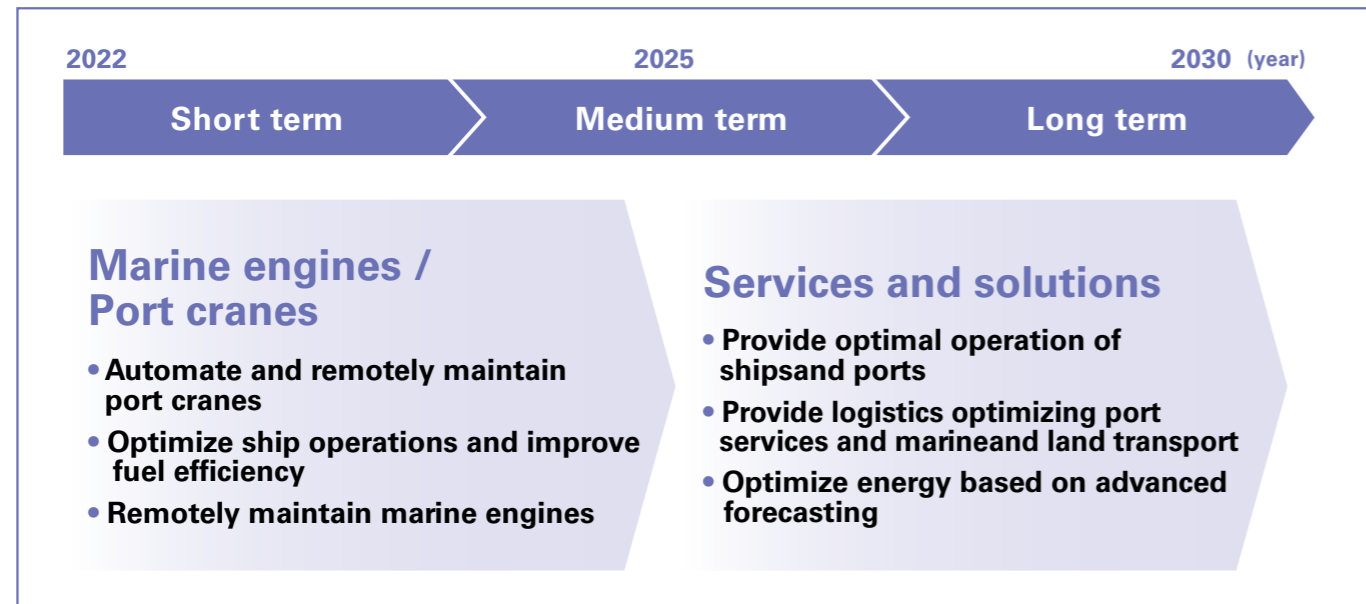 2022 2025 2030 (year)
Short term Medium term Long term
Marine engines /
Port cranes
• Automate and remotely maintain
port cranes
• Optimize ship operations and improve
fuel efficiency
• Remotely maintain marine engines
Services and solutions
• Provide optimal operation of
shipsand ports
• Provide logistics optimizing port
services and marineand land transport
• Optimize energy based on advanced
forecasting